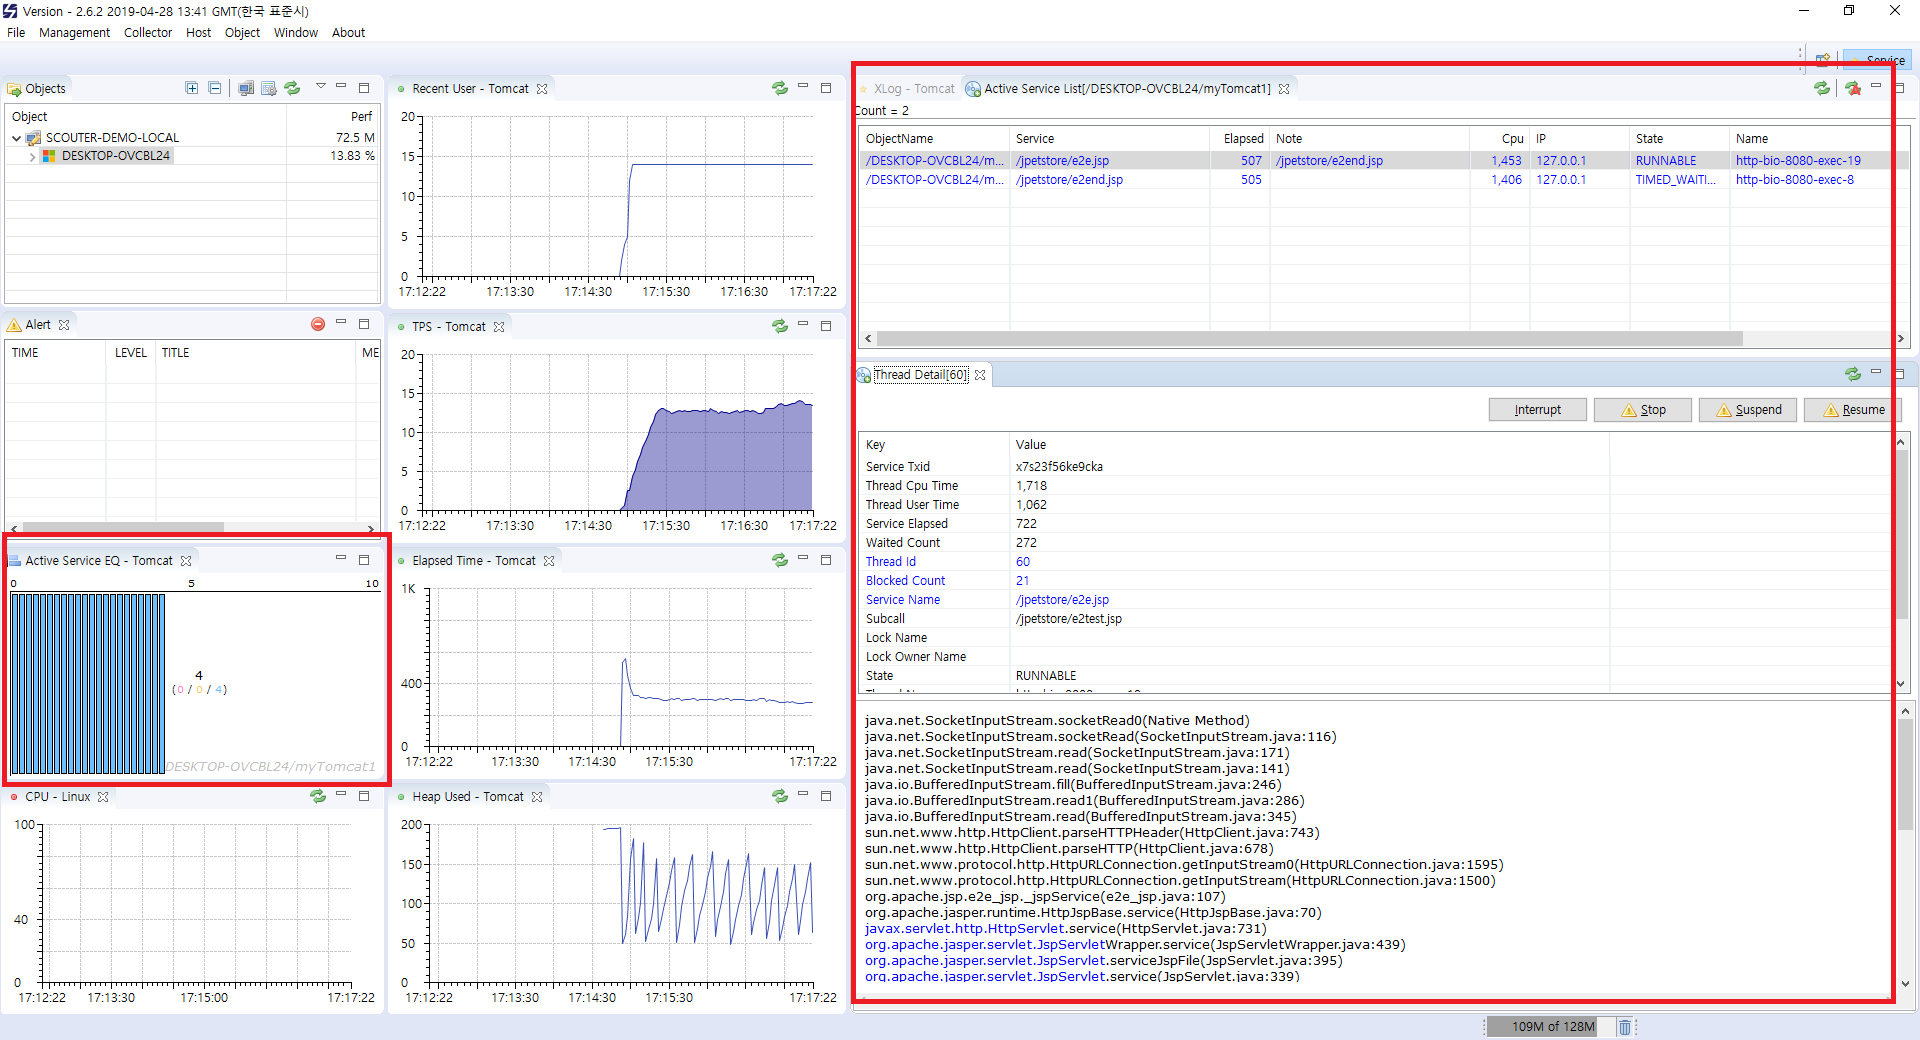 Version - 2.6.2 2019-04-28 13:41 GMT(한국 표준시)
File Management Collector Host Object Window About
Service
Objects
Object Perf
SCOUTER-DEMO-LOCAL 72.5 M
DESKTOP-OVCBL24 13.83 %
Alert
TIME LEVEL TITLE ME
Active Service EQ - Tomcat
0 5 10
4
(0 / 0 / 4)
DESKTOP-OVCBL24/myTomcat1
CPU - Linux
100
40
0
17:12:22 17:13:30 17:15:00 17:17:22
Recent User - Tomcat
20
15
10
5
0
17:12:22 17:13:30 17:14:30 17:15:30 17:16:30 17:17:22
TPS - Tomcat
20
15
10
5
0
17:12:22 17:13:30 17:14:30 17:15:30 17:16:30 17:17:22
Elapsed Time - Tomcat
1K
400
0
17:12:22 17:13:30 17:14:30 17:15:30 17:17:22
Heap Used - Tomcat
200
150
100
50
0
17:12:22 17:13:30 17:14:30 17:15:30 17:17:22
XLog - Tomcat Active Service List[/DESKTOP-OVCBL24/myTomcat1]
Count = 2
ObjectName Service Elapsed Note Cpu IP State Name
/DESKTOP-OVCBL24/m... /jpetstore/e2e.jsp 507 /jpetstore/e2end.jsp 1,453 127.0.0.1 RUNNABLE http-bio-8080-exec-19
/DESKTOP-OVCBL24/m... /jpetstore/e2end.jsp 505 1,406 127.0.0.1 TIMED_WAITI... http-bio-8080-exec-8
Thread Detail[60]
Interrupt Stop Suspend Resume
Key Value
Service Txid x7s23f56ke9cka
Thread Cpu Time 1,718
Thread User Time 1,062
Service Elapsed 722
Waited Count 272
Thread Id 60
Blocked Count 21
Service Name /jpetstore/e2e.jsp
Subcall /jpetstore/e2test.jsp
Lock Name
Lock Owner Name
State RUNNABLE
java.net.SocketInputStream.socketRead0(Native Method)
java.net.SocketInputStream.socketRead(SocketInputStream.java:116)
java.net.SocketInputStream.read(SocketInputStream.java:171)
java.net.SocketInputStream.read(SocketInputStream.java:141)
java.io.BufferedInputStream.fill(BufferedInputStream.java:246)
java.io.BufferedInputStream.read1(BufferedInputStream.java:286)
java.io.BufferedInputStream.read(BufferedInputStream.java:345)
sun.net.www.http.HttpClient.parseHTTPHeader(HttpClient.java:743)
sun.net.www.http.HttpClient.parseHTTP(HttpClient.java:678)
sun.net.www.protocol.http.HttpURLConnection.getInputStream0(HttpURLConnection.java:1595)
sun.net.www.protocol.http.HttpURLConnection.getInputStream(HttpURLConnection.java:1500)
org.apache.jsp.e2e_jsp._jspService(e2e_jsp.java:107)
org.apache.jasper.runtime.HttpJspBase.service(HttpJspBase.java:70)
javax.servlet.http.HttpServlet.service(HttpServlet.java:731)
org.apache.jasper.servlet.JspServletWrapper.service(JspServletWrapper.java:439)
org.apache.jasper.servlet.JspServlet.serviceJspFile(JspServlet.java:395)
org.apache.jasper.servlet.JspServlet.service(JspServlet.java:339)
109M of 128M